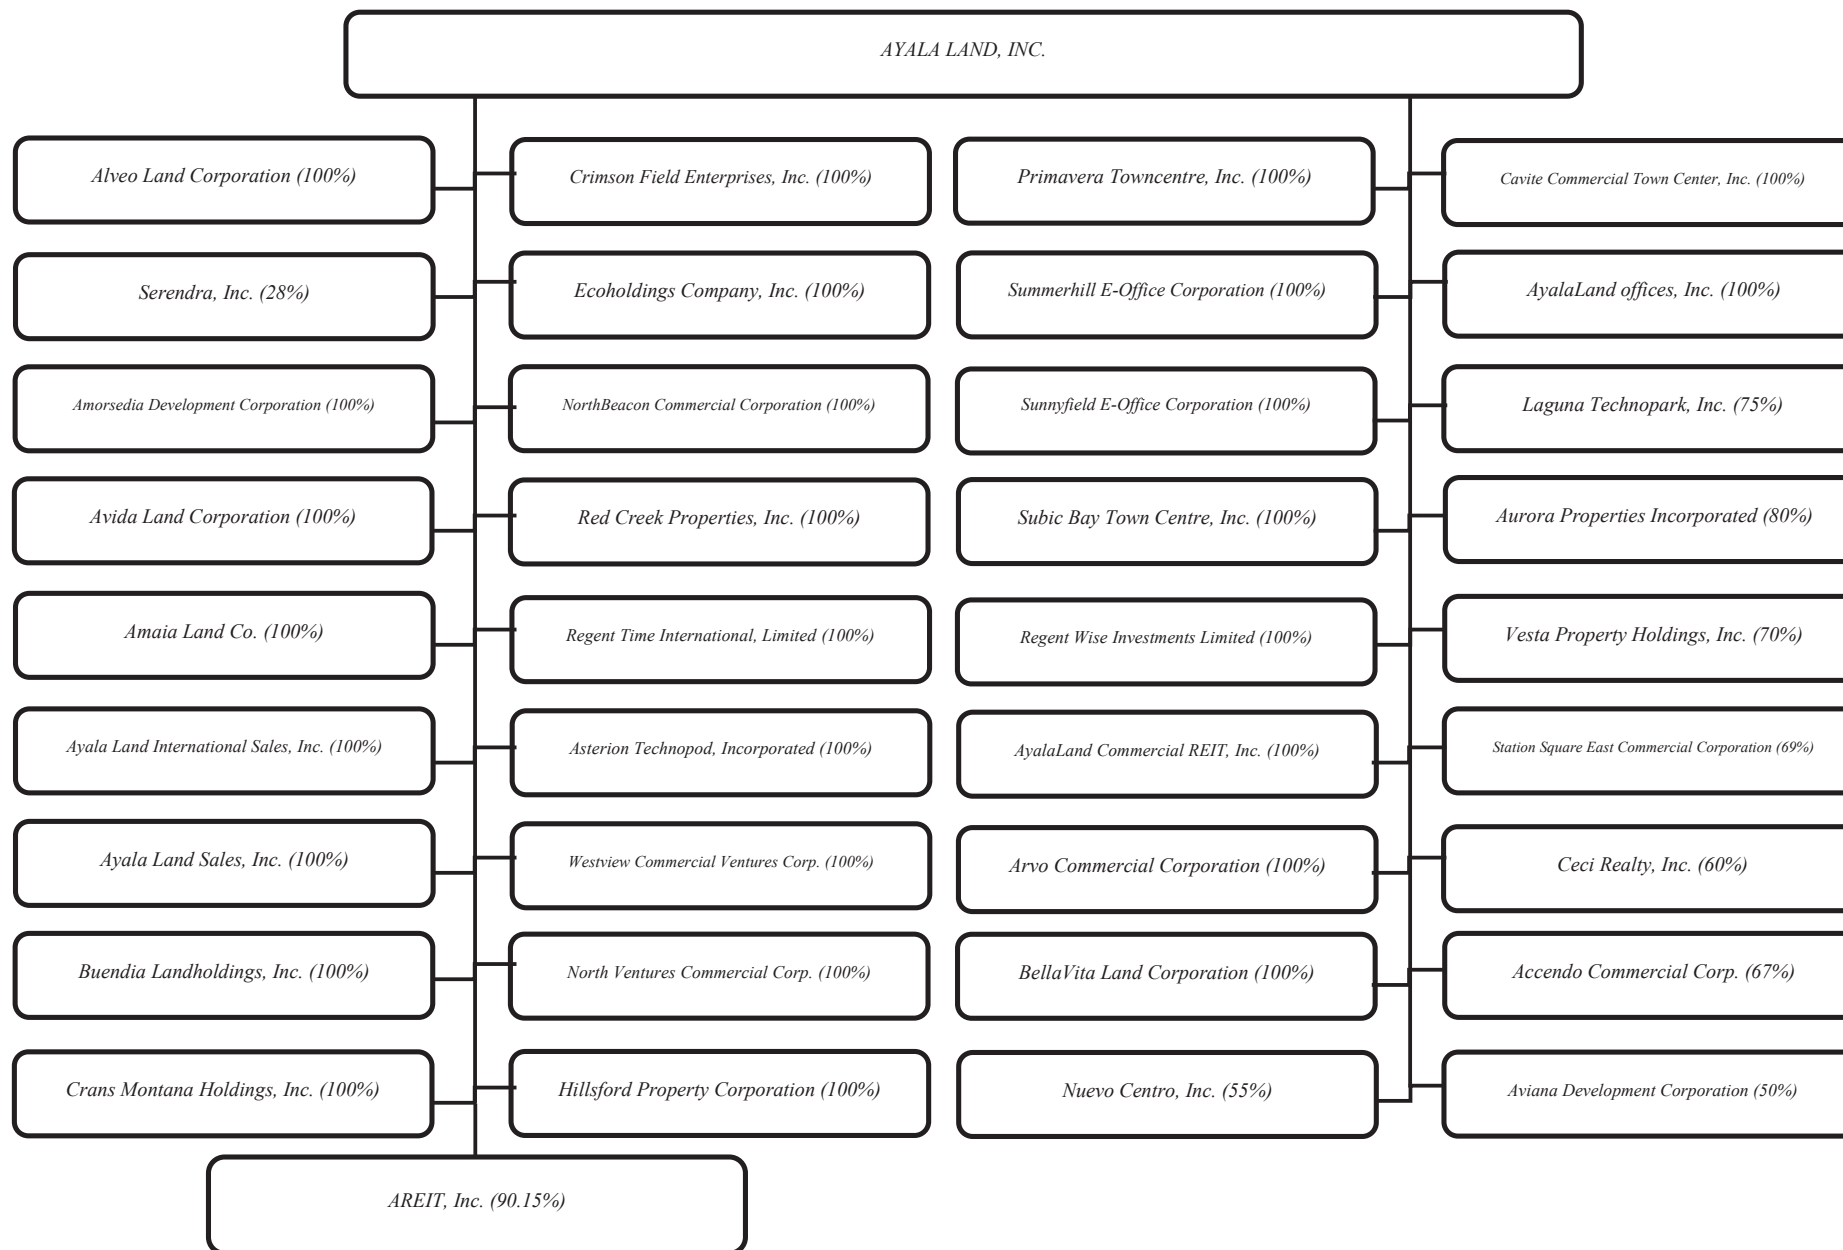 AYALA LAND, INC.
Alveo Land Corporation (100%)
Crimson Field Enterprises, Inc. (100%)
Primavera Towncentre, Inc. (100%)
Cavite Commercial Town Center, Inc. (100%)
Serendra, Inc. (28%)
Ecoholdings Company, Inc. (100%)
Summerhill E-Office Corporation (100%)
AyalaLand offices, Inc. (100%)
Amorsedia Development Corporation (100%)
NorthBeacon Commercial Corporation (100%)
Sunnyfield E-Office Corporation (100%)
Laguna Technopark, Inc. (75%)
Avida Land Corporation (100%)
Red Creek Properties, Inc. (100%)
Subic Bay Town Centre, Inc. (100%)
Aurora Properties Incorporated (80%)
Amaia Land Co. (100%)
Regent Time International, Limited (100%)
Regent Wise Investments Limited (100%)
Vesta Property Holdings, Inc. (70%)
Ayala Land International Sales, Inc. (100%)
Asterion Technopod, Incorporated (100%)
AyalaLand Commercial REIT, Inc. (100%)
Station Square East Commercial Corporation (69%)
Ayala Land Sales, Inc. (100%)
Westview Commercial Ventures Corp. (100%)
Arvo Commercial Corporation (100%)
Ceci Realty, Inc. (60%)
Buendia Landholdings, Inc. (100%)
North Ventures Commercial Corp. (100%)
BellaVita Land Corporation (100%)
Accendo Commercial Corp. (67%)
Crans Montana Holdings, Inc. (100%)
Hillsford Property Corporation (100%)
Nuevo Centro, Inc. (55%)
Aviana Development Corporation (50%)
AREIT, Inc. (90.15%)